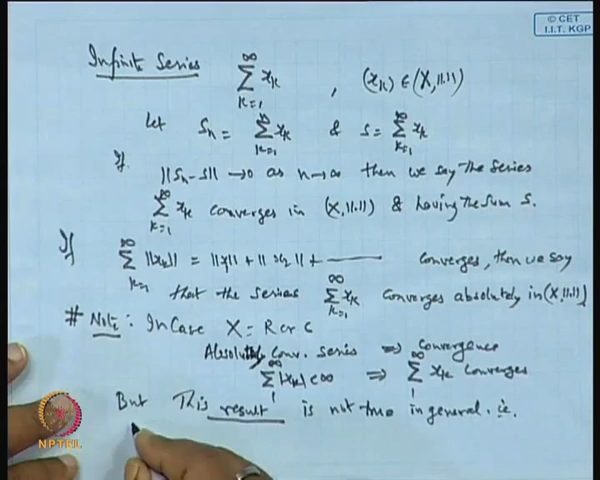 © CET
I.I.T. KGP
Infinite Series ∑_{k=1}^{∞} x_k , (x_k) ∈ (X, ||.||)
Let S_n = ∑_{k=1}^{n} x_k & S = ∑_{k=1}^{∞} x_k
If ||S_n - S|| → 0 as n → ∞ then we say the series
∑_{k=1}^{∞} x_k converges in (X, ||.||) & having the sum S.
If ∑_{k=1}^{∞} ||x_k|| = ||x_1|| + ||x_2|| + ——— converges, then we say
that the series ∑_{k=1}^{∞} x_k converges absolutely in (X, ||.||)
# Note: In Case X = R or C
Absolutely Conv. series ⇒ Convergence
∑_{1}^{∞} |x_k| < ∞ ⇒ ∑_{1}^{∞} x_k converges
But This result is not true in general. i.e.
NPTEL